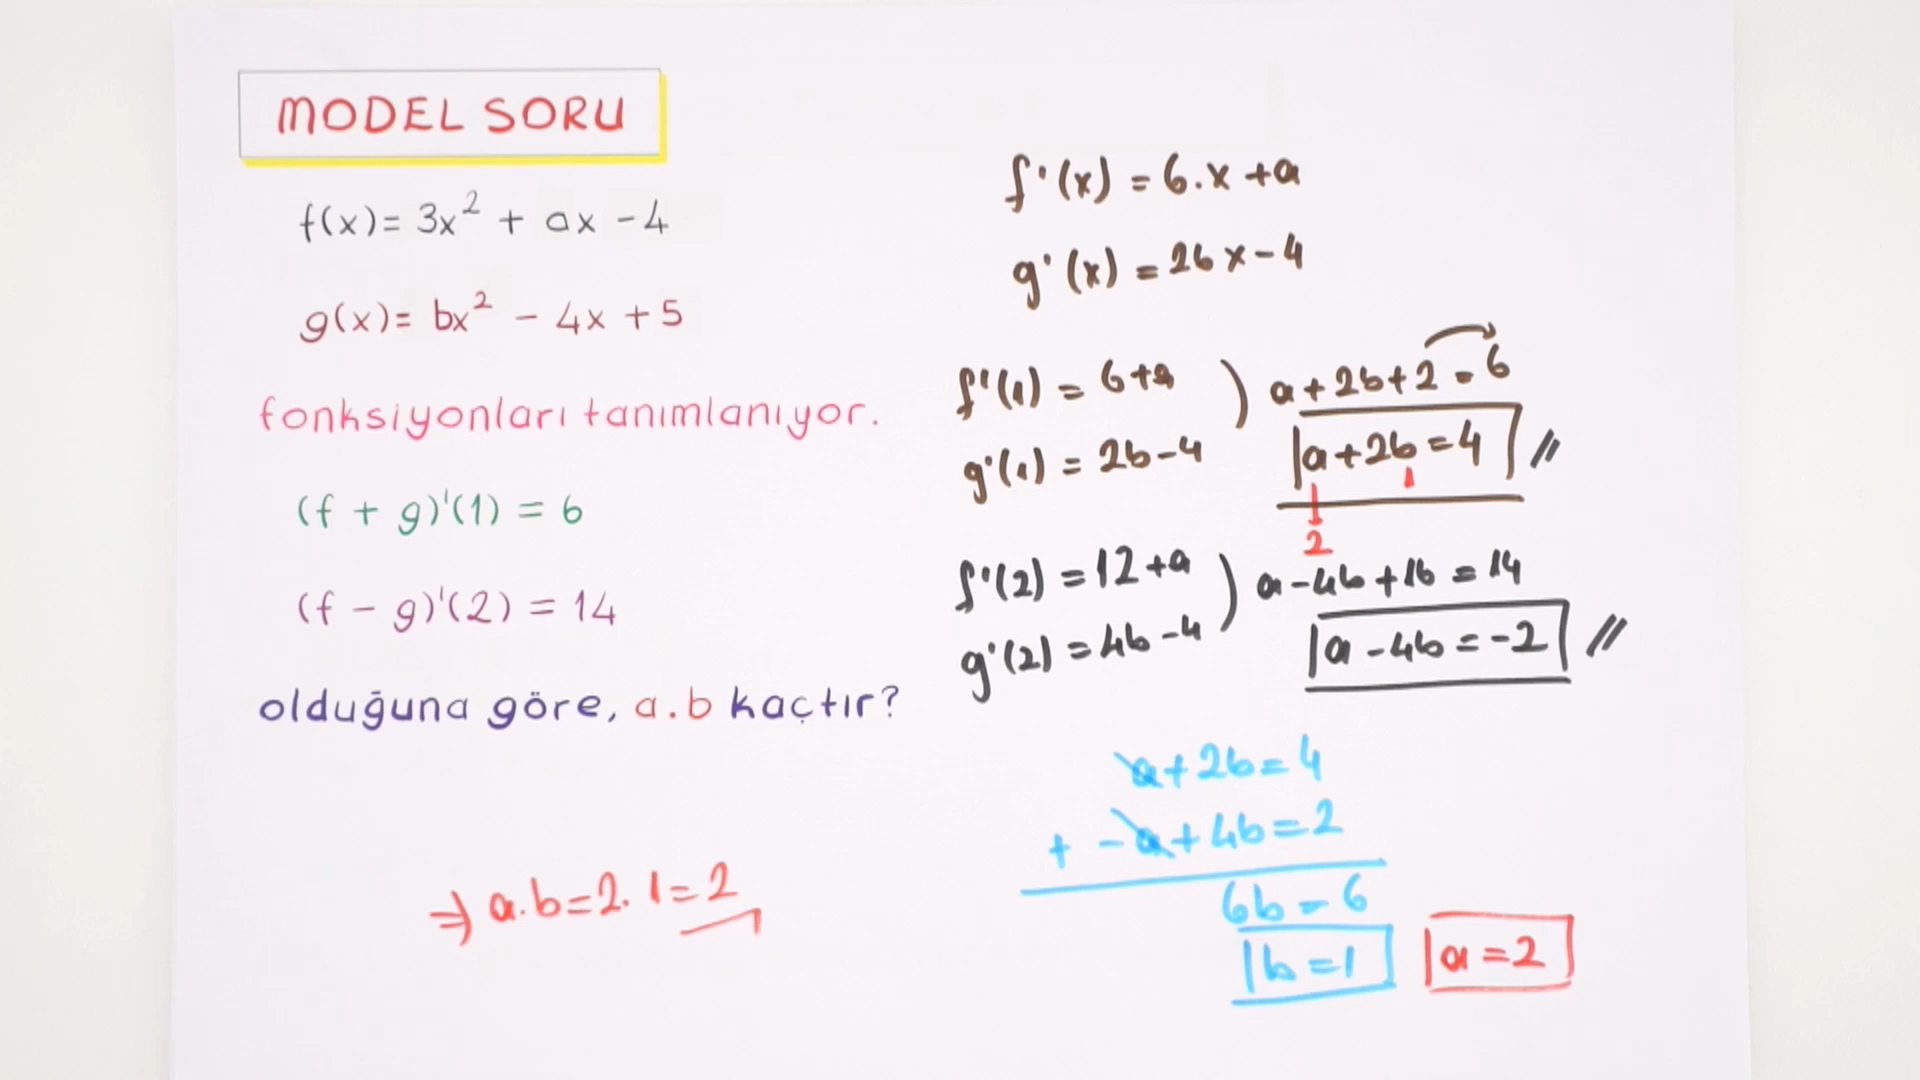 MODEL SORU
f(x)= 3x² + ax - 4
g(x)= bx² - 4x + 5
fonksiyonları tanımlanıyor.
(f + g)'(1) = 6
(f - g)'(2) = 14
olduğuna göre, a.b kaçtır?
⇒ a.b=2.1=2
f'(x) = 6.x +a
g'(x) = 2b x - 4
f'(1) = 6+a ) a+2b+2 = 6
g'(1) = 2b-4
a+2b=4 //
1
2
f'(2) = 12+a ) a-4b+16 = 14
g'(2) = 4b-4
a-4b=-2 //
a+2b=4
+ -a+4b=2
6b=6
b=1
a=2